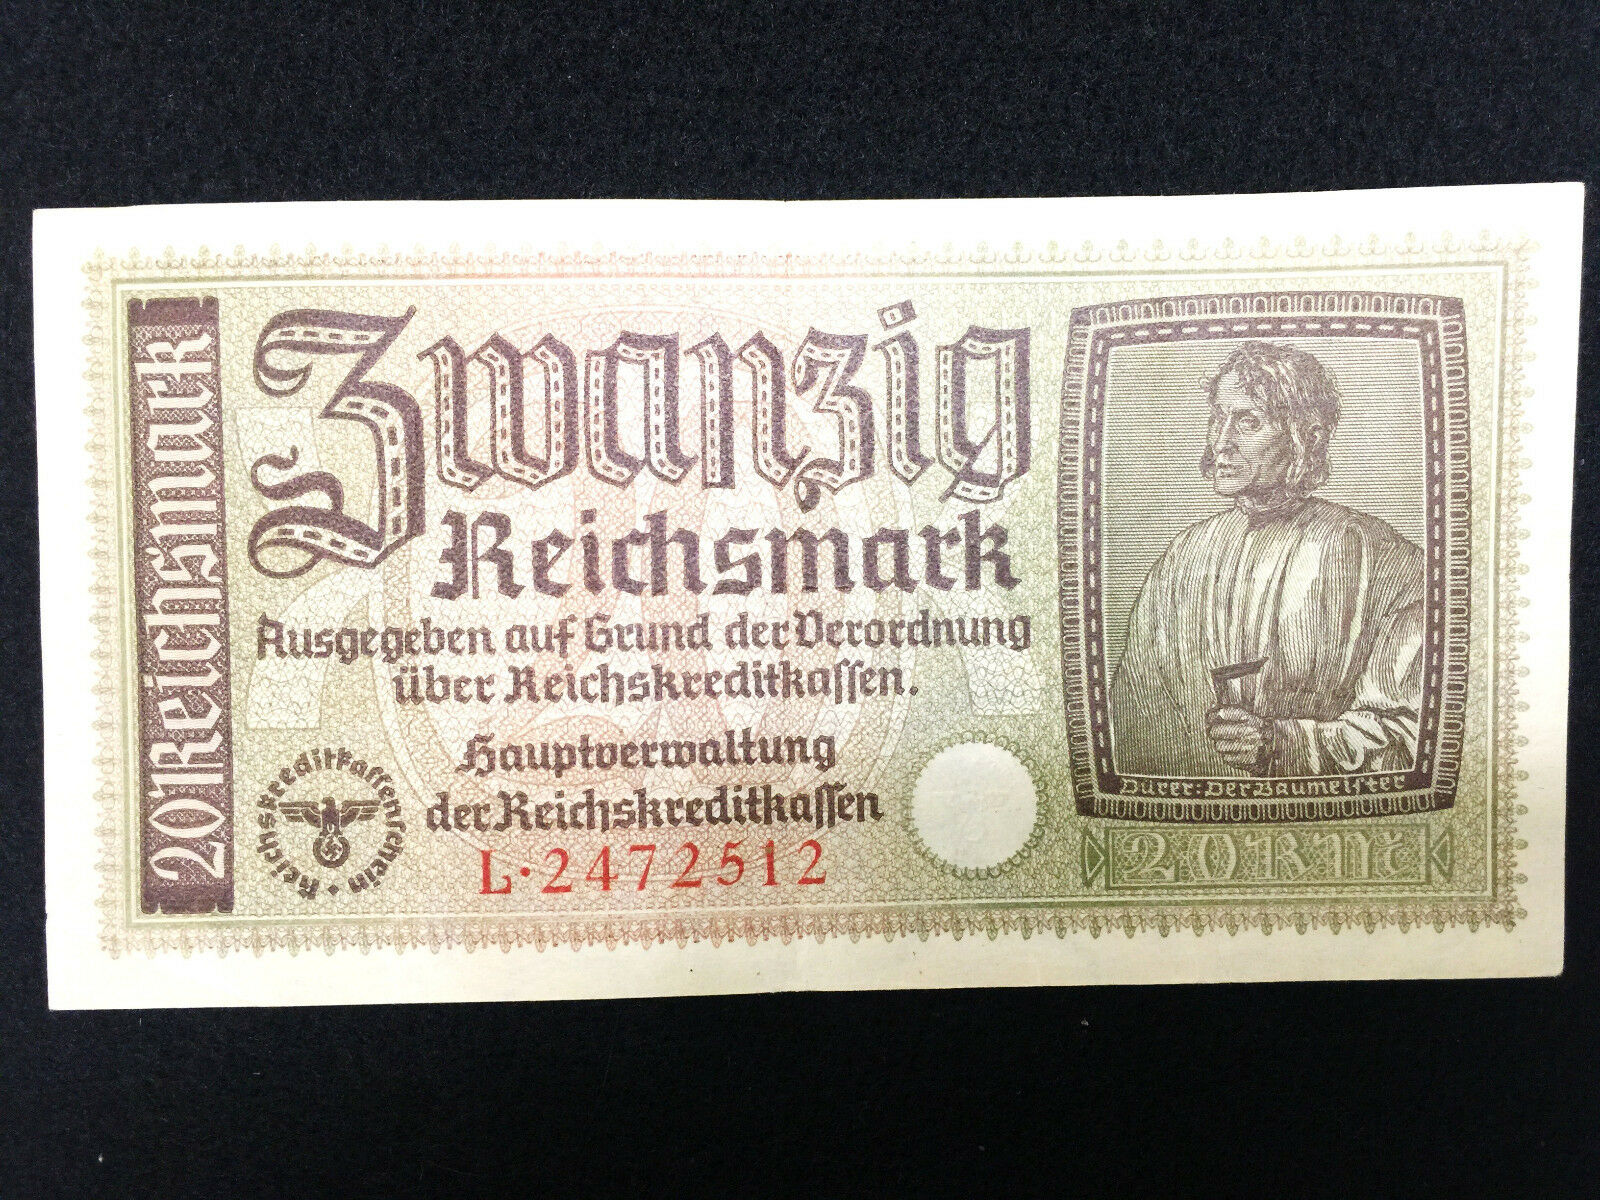 20 Reichsmark
Zwanzig
Reichsmark
Ausgegeben auf Grund der Verordnung
über Reichskreditkassen.
Hauptverwaltung
der Reichskreditkassen
L·2472512
Reichskreditkassenschein
Dürer: Der Baumeister
20 RMk